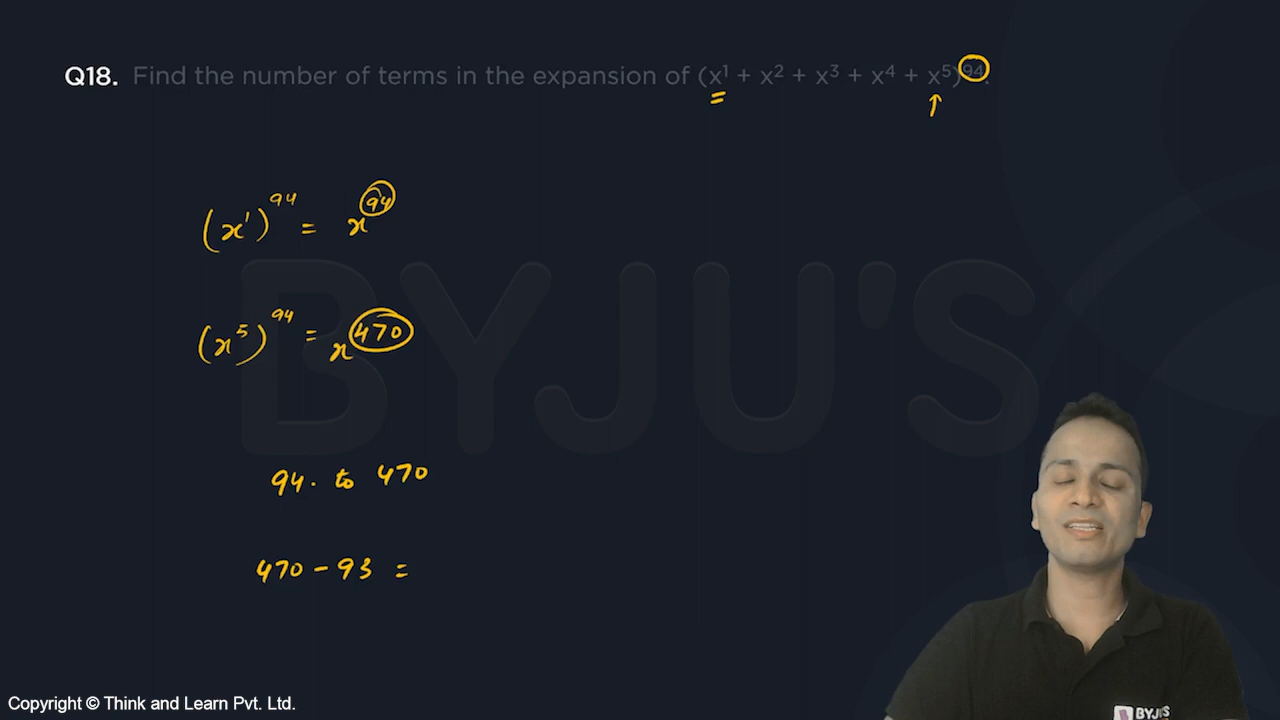 Q18. Find the number of terms in the expansion of (x¹ + x² + x³ + x⁴ + x⁵)⁹⁴.
(x¹)⁹⁴ = x⁹⁴
(x⁵)⁹⁴ = x⁴⁷⁰
BYJU'S
94. to 470
470 - 93 =
Copyright © Think and Learn Pvt. Ltd.
BYJU'S